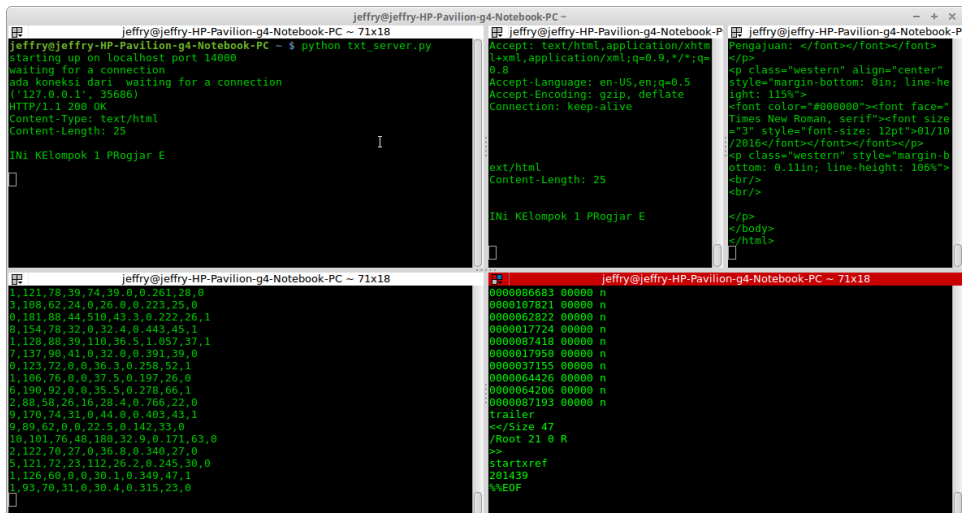 jeffry@jeffry-HP-Pavilion-g4-Notebook-PC ~
jeffry@jeffry-HP-Pavilion-g4-Notebook-PC ~ 71x18
jeffry@jeffry-HP-Pavilion-g4-Notebook-PC ~ $ python txt_server.py
starting up on localhost port 14000
waiting for a connection
ada koneksi dari  waiting for a connection
('127.0.0.1', 35686)
HTTP/1.1 200 OK
Content-Type: text/html
Content-Length: 25
INi KElompok 1 PRogjar E
jeffry@jeffry-HP-Pavilion-g4-Notebook-P
Accept: text/html,application/xhtm
l+xml,application/xml;q=0.9,*/*;q=
0.8
Accept-Language: en-US,en;q=0.5
Accept-Encoding: gzip, deflate
Connection: keep-alive
ext/html
Content-Length: 25
INi KElompok 1 PRogjar E
jeffry@jeffry-HP-Pavilion-g4-Notebook-P
Pengajuan: </font></font></font>
</p>
<p class="western" align="center"
style="margin-bottom: 0in; line-he
ight: 115%">
<font color="#000000"><font face="
Times New Roman, serif"><font size
="3" style="font-size: 12pt">01/10
/2016</font></font></font></p>
<p class="western" style="margin-b
ottom: 0.11in; line-height: 106%">
<br/>
<br/>
</p>
</body>
</html>
jeffry@jeffry-HP-Pavilion-g4-Notebook-PC ~ 71x18
1,121,78,39,74,39.0,0.261,28,0
3,108,62,24,0,26.0,0.223,25,0
0,181,88,44,510,43.3,0.222,26,1
8,154,78,32,0,32.4,0.443,45,1
1,128,88,39,110,36.5,1.057,37,1
7,137,90,41,0,32.0,0.391,39,0
0,123,72,0,0,36.3,0.258,52,1
1,106,76,0,0,37.5,0.197,26,0
6,190,92,0,0,35.5,0.278,66,1
2,88,58,26,16,28.4,0.766,22,0
9,170,74,31,0,44.0,0.403,43,1
9,89,62,0,0,22.5,0.142,33,0
10,101,76,48,180,32.9,0.171,63,0
2,122,70,27,0,36.8,0.340,27,0
5,121,72,23,112,26.2,0.245,30,0
1,126,60,0,0,30.1,0.349,47,1
1,93,70,31,0,30.4,0.315,23,0
jeffry@jeffry-HP-Pavilion-g4-Notebook-PC ~ 71x18
0000086683 00000 n
0000107821 00000 n
0000062822 00000 n
0000017724 00000 n
0000087418 00000 n
0000017950 00000 n
0000037155 00000 n
0000064426 00000 n
0000064206 00000 n
0000087193 00000 n
trailer
<</Size 47
/Root 21 0 R
>>
startxref
201439
%%EOF